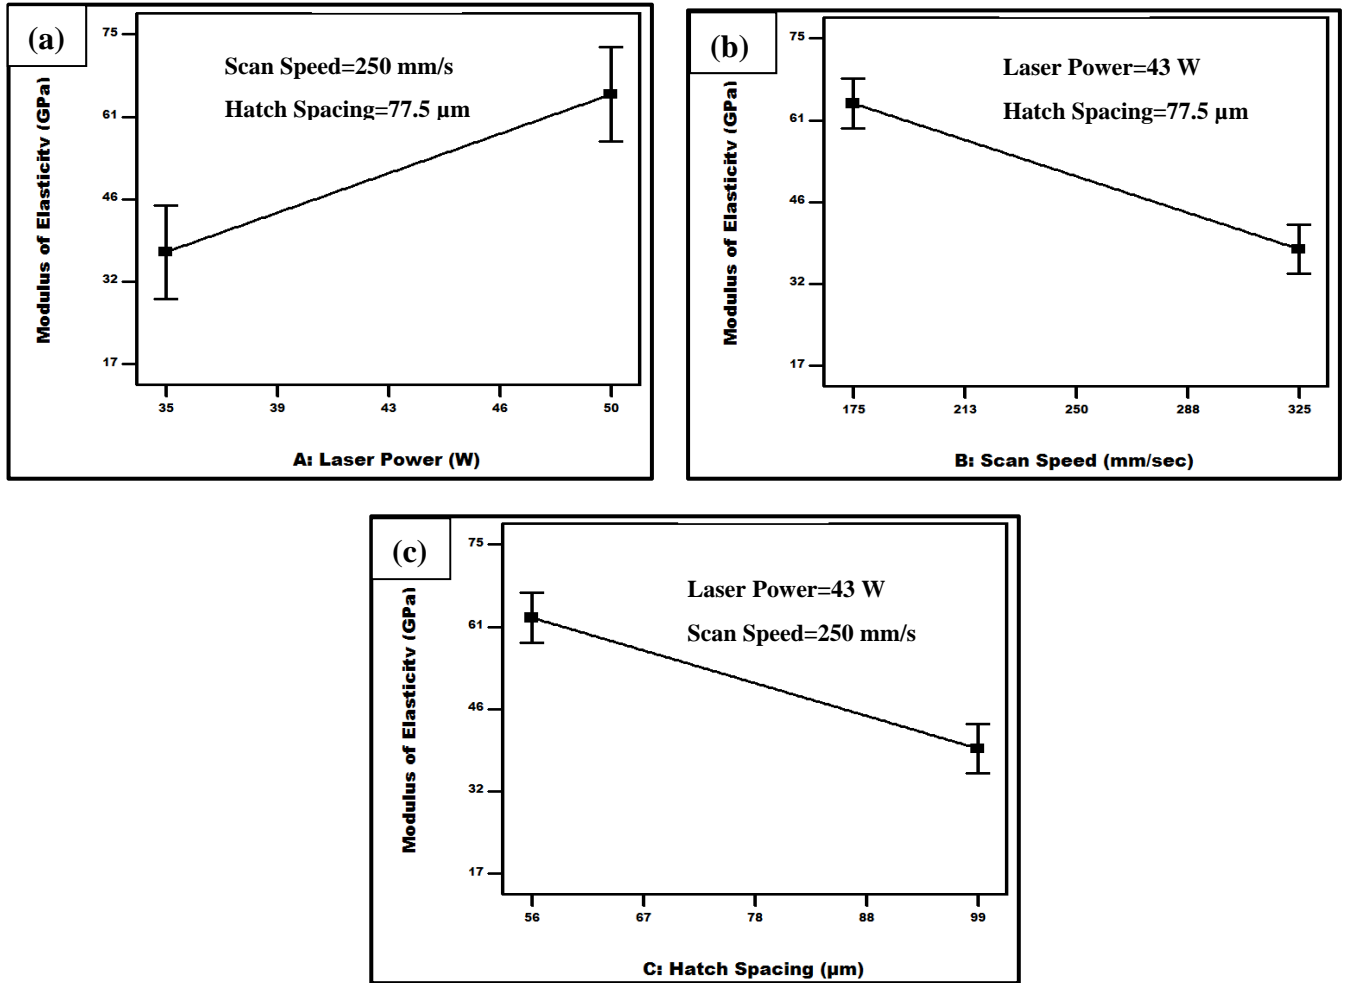 (a)
Scan Speed=250 mm/s
Hatch Spacing=77.5 µm
Modulus of Elasticity (GPa)
75
61
46
32
17
35 39 43 46 50
A: Laser Power (W)
(b)
Laser Power=43 W
Hatch Spacing=77.5 µm
Modulus of Elasticity (GPa)
75
61
46
32
17
175 213 250 288 325
B: Scan Speed (mm/sec)
(c)
Laser Power=43 W
Scan Speed=250 mm/s
Modulus of Elasticity (GPa)
75
61
46
32
17
56 67 78 88 99
C: Hatch Spacing (µm)